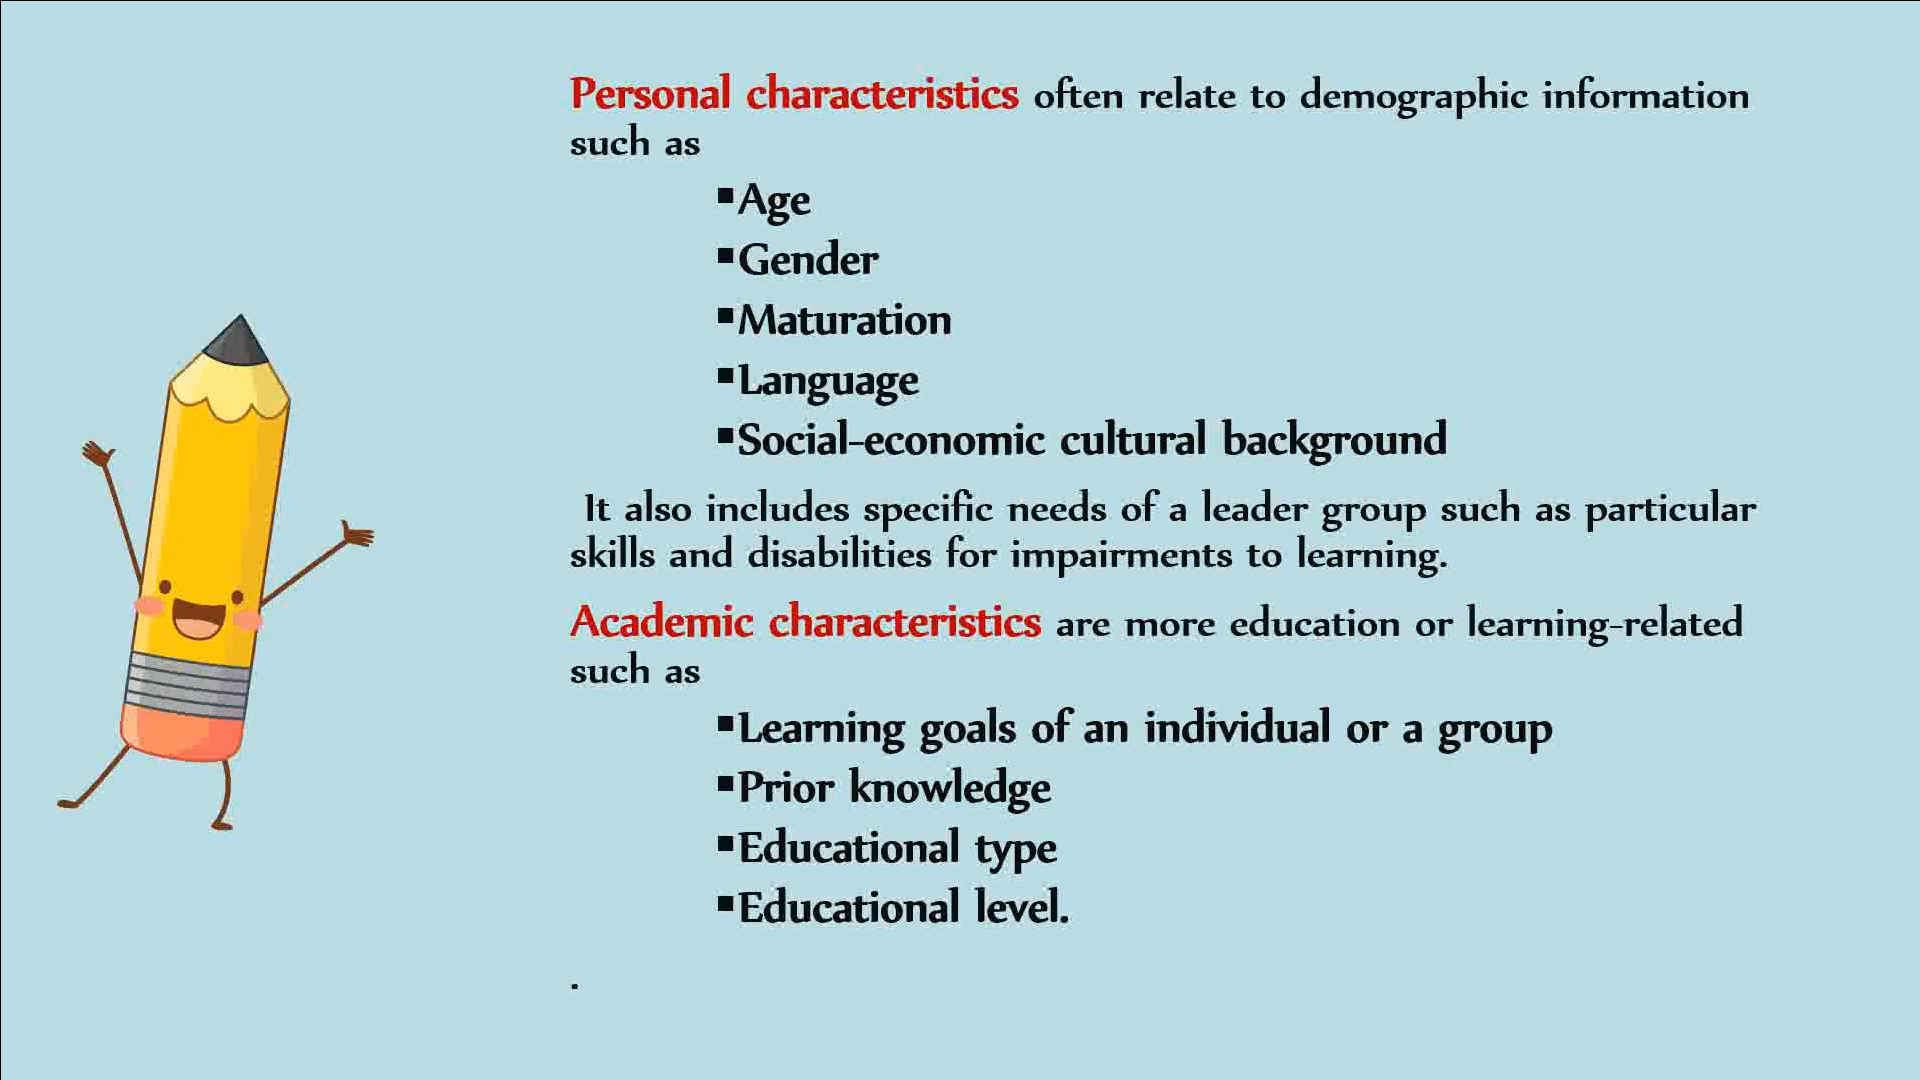 Personal characteristics often relate to demographic information
such as
▪Age
▪Gender
▪Maturation
▪Language
▪Social-economic cultural background
It also includes specific needs of a leader group such as particular
skills and disabilities for impairments to learning.
Academic characteristics are more education or learning-related
such as
▪Learning goals of an individual or a group
▪Prior knowledge
▪Educational type
▪Educational level.
.